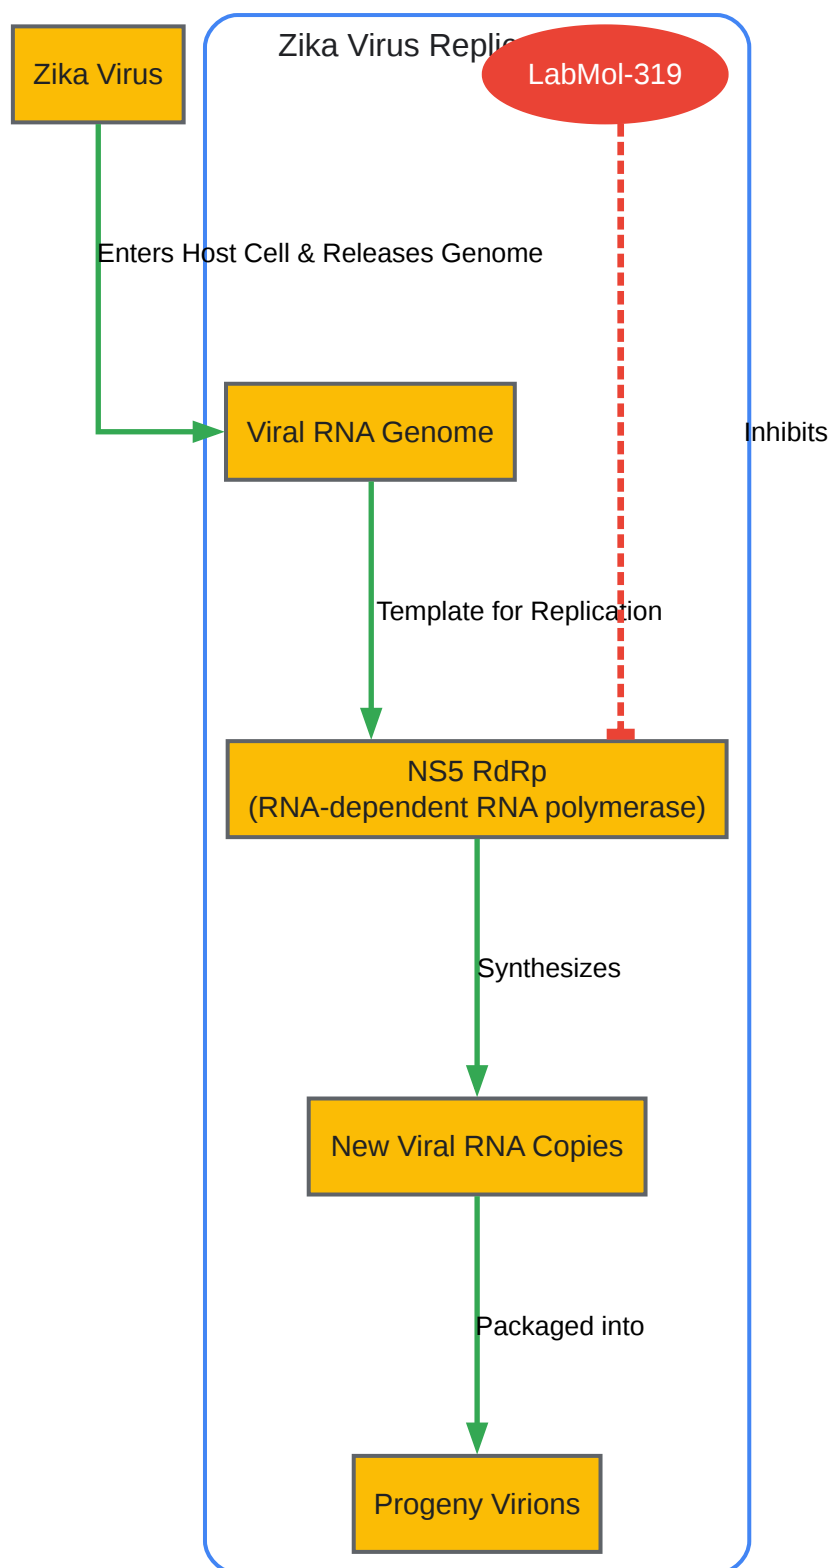 Zika Virus
Zika Virus
LabMol-319
Enters Host Cell & Releases Genome
Viral RNA Genome
Inhibits
Template for Replication
NS5 RdRp
(RNA-dependent RNA polymerase)
Synthesizes
New Viral RNA Copies
Packaged into
Progeny Virions